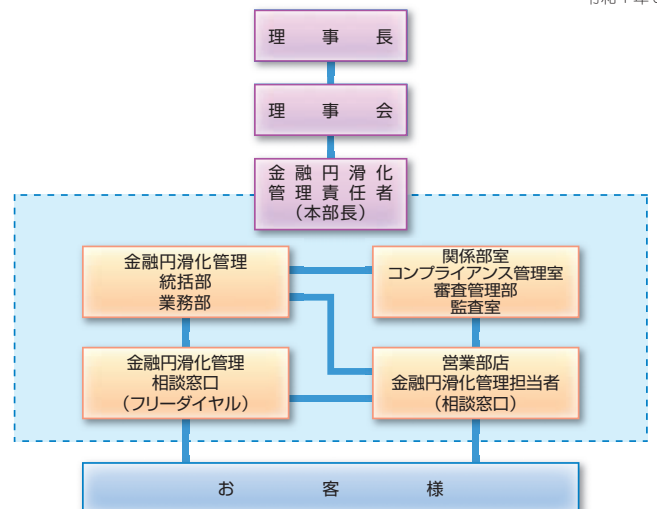 理事長
理事会
金融円滑化
管理責任者
(本部長)
金融円滑化管理
統括部
業務部
関係部室
コンプライアンス管理室
審査管理部
監査室
金融円滑化管理
相談窓口
(フリーダイヤル)
営業部店
金融円滑化管理担当者
(相談窓口)
お客様